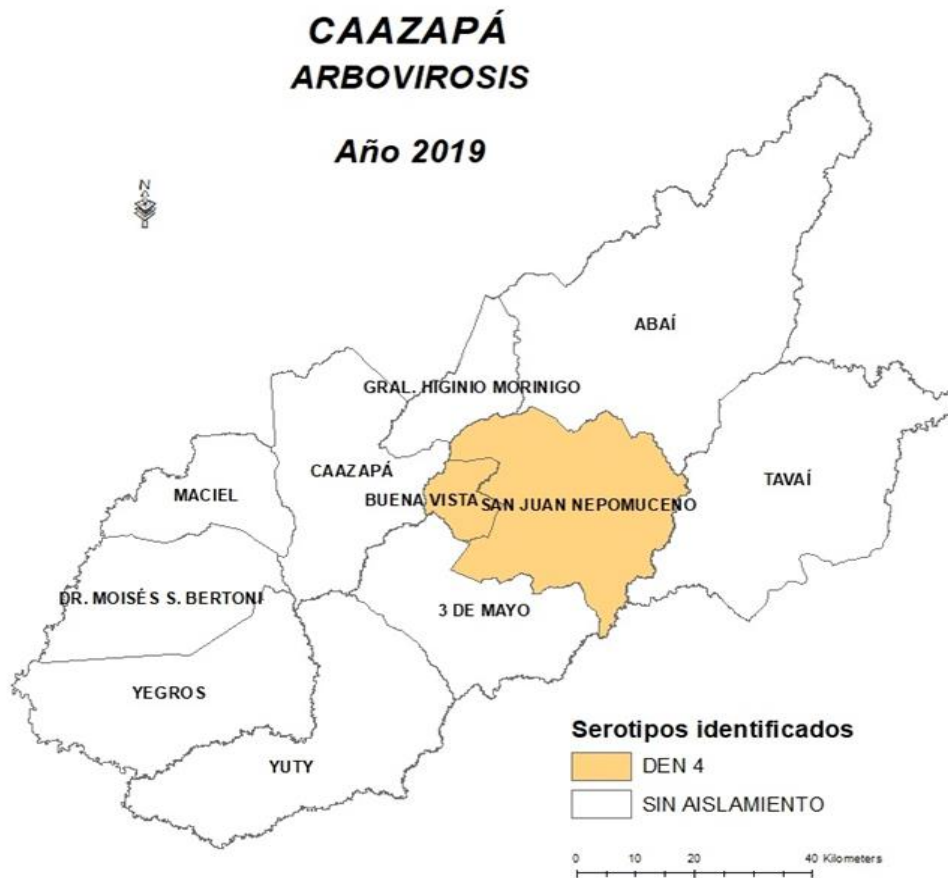 CAAZAPÁ
ARBOVIROSIS
Año 2019
N
ABAÍ
GRAL. HIGINIO MORINIGO
CAAZAPÁ
TAVAÍ
MACIEL
BUENA VISTA
SAN JUAN NEPOMUCENO
DR. MOISÉS S. BERTONI
3 DE MAYO
YEGROS
YUTY
Serotipos identificados
DEN 4
SIN AISLAMIENTO
0 10 20 40 Kilometers